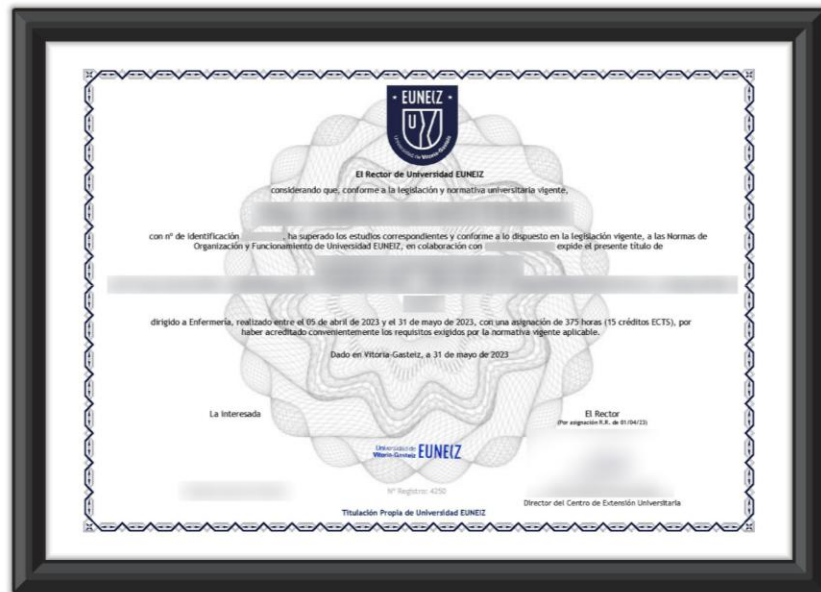 EUNEIZ
Universidad de Vitoria-Gasteiz
El Rector de Universidad EUNEIZ
considerando que, conforme a la legislación y normativa universitaria vigente,
con nº de identificación , ha superado los estudios correspondientes y conforme a lo dispuesto en la legislación vigente, a las Normas de
Organización y Funcionamiento de Universidad EUNEIZ, en colaboración con expide el presente título de
dirigido a Enfermería, realizado entre el 05 de abril de 2023 y el 31 de mayo de 2023, con una asignación de 375 horas (15 créditos ECTS), por
haber acreditado convenientemente los requisitos exigidos por la normativa vigente aplicable.
Dado en Vitoria-Gasteiz, a 31 de mayo de 2023
La Interesada
El Rector
(Por asignación R.R. de 01/04/23)
Universidad de
Vitoria-Gasteiz EUNEIZ
Nº Registro: 4250
Director del Centro de Extensión Universitaria
Titulación Propia de Universidad EUNEIZ